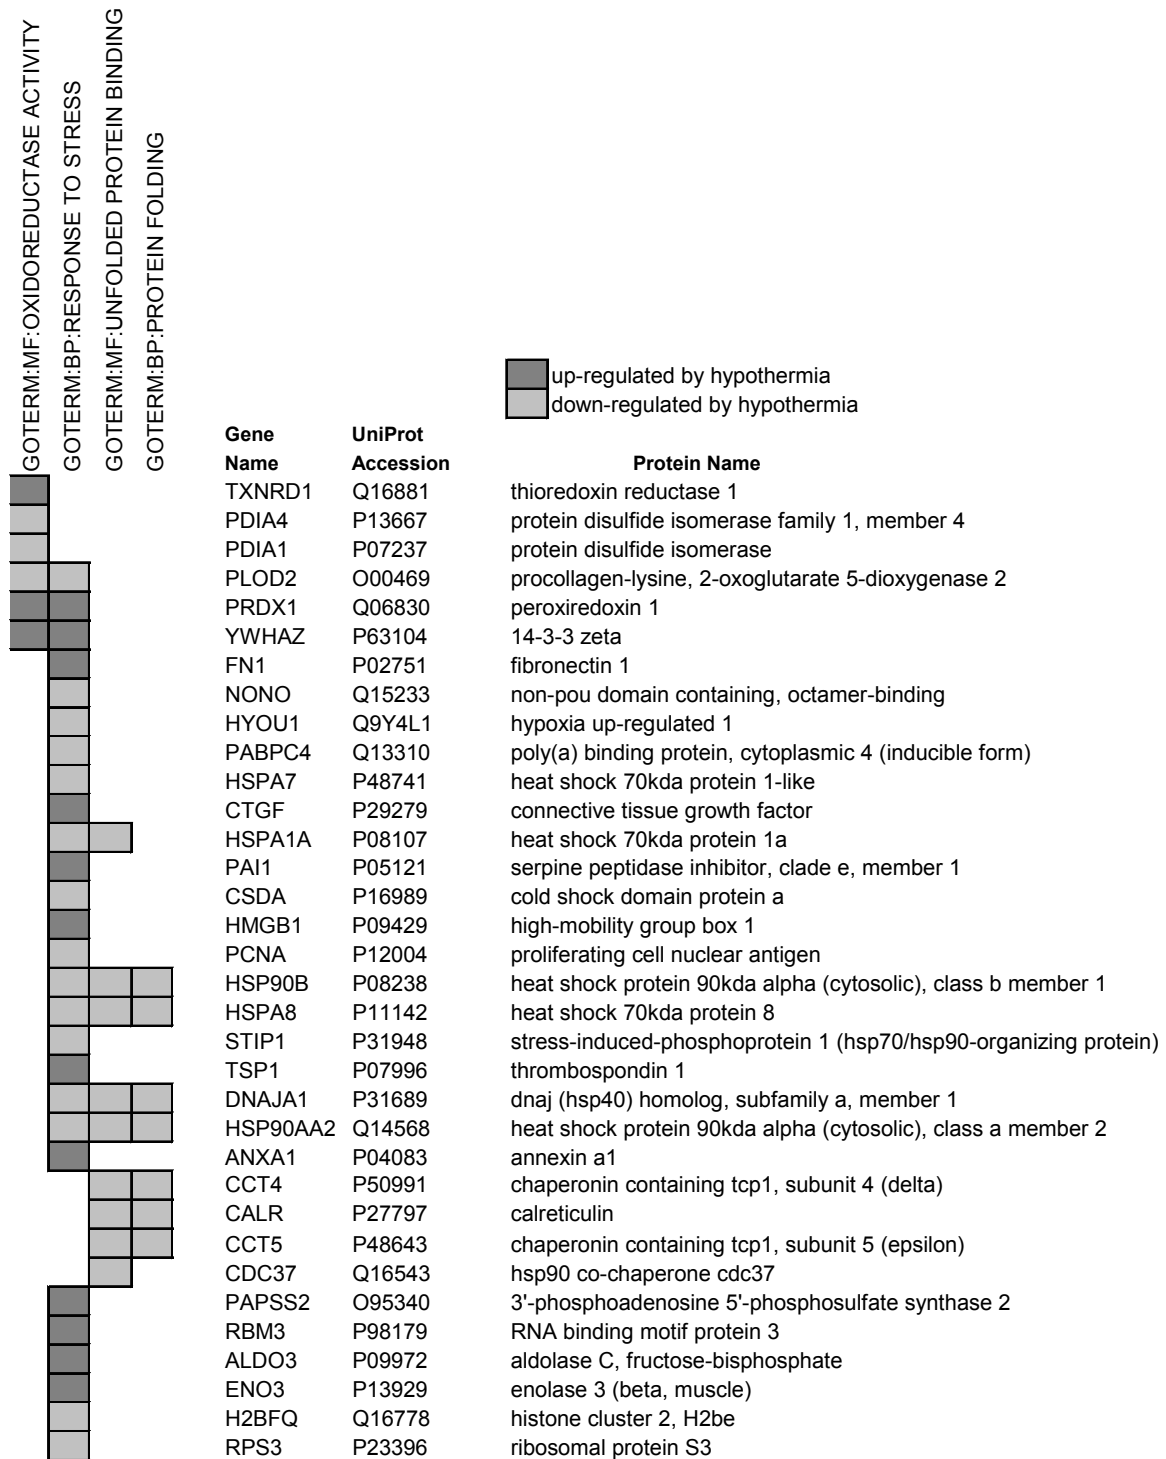 GOTERM:MF:OXIDOREDUCTASE ACTIVITY
GOTERM:BP:RESPONSE TO STRESS
GOTERM:MF:UNFOLDED PROTEIN BINDING
GOTERM:BP:PROTEIN FOLDING
up-regulated by hypothermia
down-regulated by hypothermia
Gene UniProt
Name Accession Protein Name
TXNRD1 Q16881 thioredoxin reductase 1
PDIA4 P13667 protein disulfide isomerase family 1, member 4
PDIA1 P07237 protein disulfide isomerase
PLOD2 O00469 procollagen-lysine, 2-oxoglutarate 5-dioxygenase 2
PRDX1 Q06830 peroxiredoxin 1
YWHAZ P63104 14-3-3 zeta
FN1 P02751 fibronectin 1
NONO Q15233 non-pou domain containing, octamer-binding
HYOU1 Q9Y4L1 hypoxia up-regulated 1
PABPC4 Q13310 poly(a) binding protein, cytoplasmic 4 (inducible form)
HSPA7 P48741 heat shock 70kda protein 1-like
CTGF P29279 connective tissue growth factor
HSPA1A P08107 heat shock 70kda protein 1a
PAI1 P05121 serpine peptidase inhibitor, clade e, member 1
CSDA P16989 cold shock domain protein a
HMGB1 P09429 high-mobility group box 1
PCNA P12004 proliferating cell nuclear antigen
HSP90B P08238 heat shock protein 90kda alpha (cytosolic), class b member 1
HSPA8 P11142 heat shock 70kda protein 8
STIP1 P31948 stress-induced-phosphoprotein 1 (hsp70/hsp90-organizing protein)
TSP1 P07996 thrombospondin 1
DNAJA1 P31689 dnaj (hsp40) homolog, subfamily a, member 1
HSP90AA2 Q14568 heat shock protein 90kda alpha (cytosolic), class a member 2
ANXA1 P04083 annexin a1
CCT4 P50991 chaperonin containing tcp1, subunit 4 (delta)
CALR P27797 calreticulin
CCT5 P48643 chaperonin containing tcp1, subunit 5 (epsilon)
CDC37 Q16543 hsp90 co-chaperone cdc37
PAPSS2 O95340 3'-phosphoadenosine 5'-phosphosulfate synthase 2
RBM3 P98179 RNA binding motif protein 3
ALDO3 P09972 aldolase C, fructose-bisphosphate
ENO3 P13929 enolase 3 (beta, muscle)
H2BFQ Q16778 histone cluster 2, H2be
RPS3 P23396 ribosomal protein S3